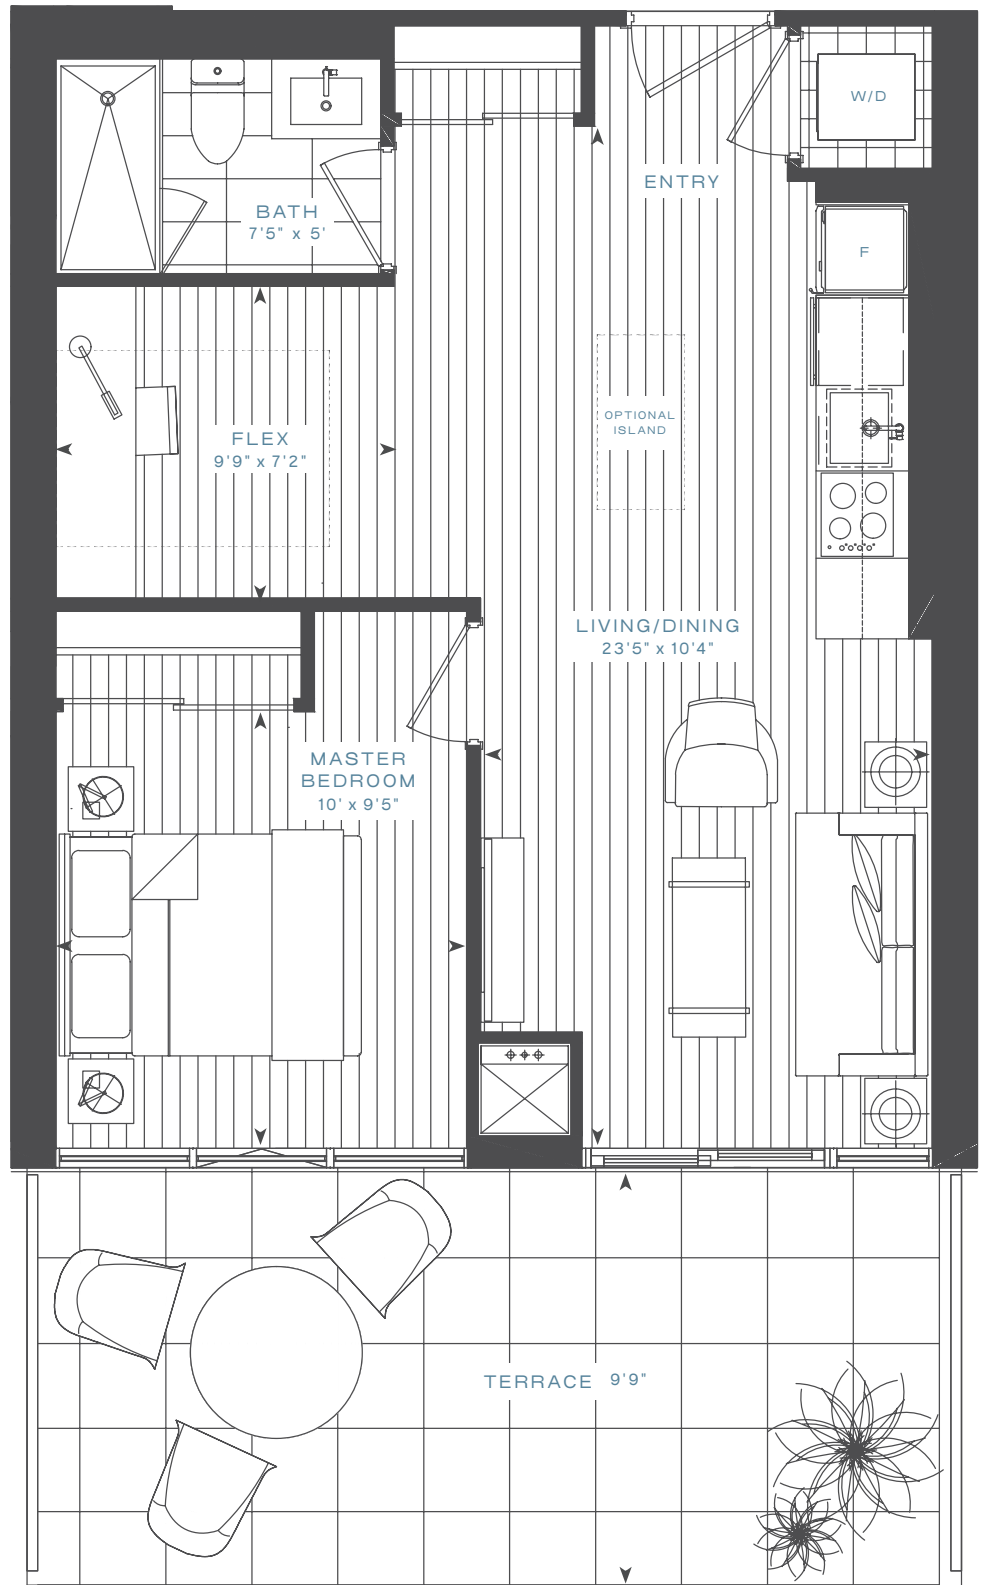 W/D
ENTRY
BATH
7'5" x 5'
F
OPTIONAL
ISLAND
FLEX
9'9" x 7'2"
LIVING/DINING
23'5" x 10'4"
MASTER
BEDROOM
10' x 9'5"
TERRACE 9'9"